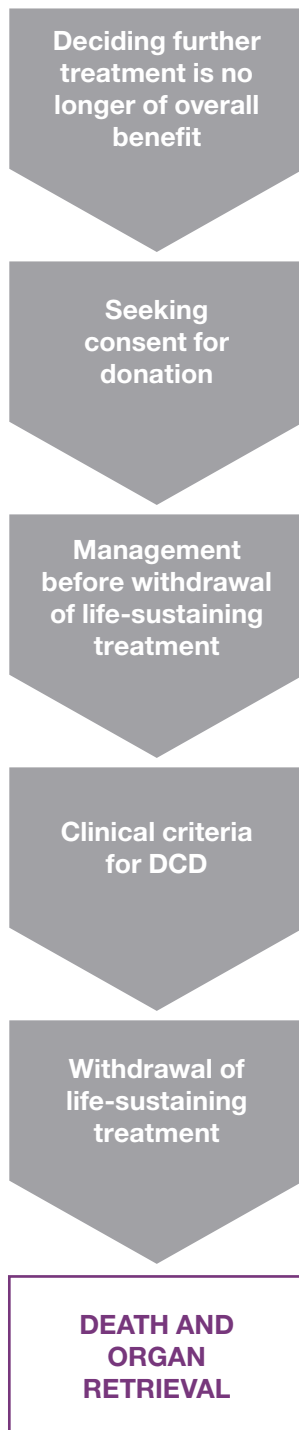 Deciding further
treatment is no
longer of overall
benefit
Seeking
consent for
donation
Management
before withdrawal
of life-sustaining
treatment
Clinical criteria
for DCD
Withdrawal of
life-sustaining
treatment
DEATH AND
ORGAN
RETRIEVAL